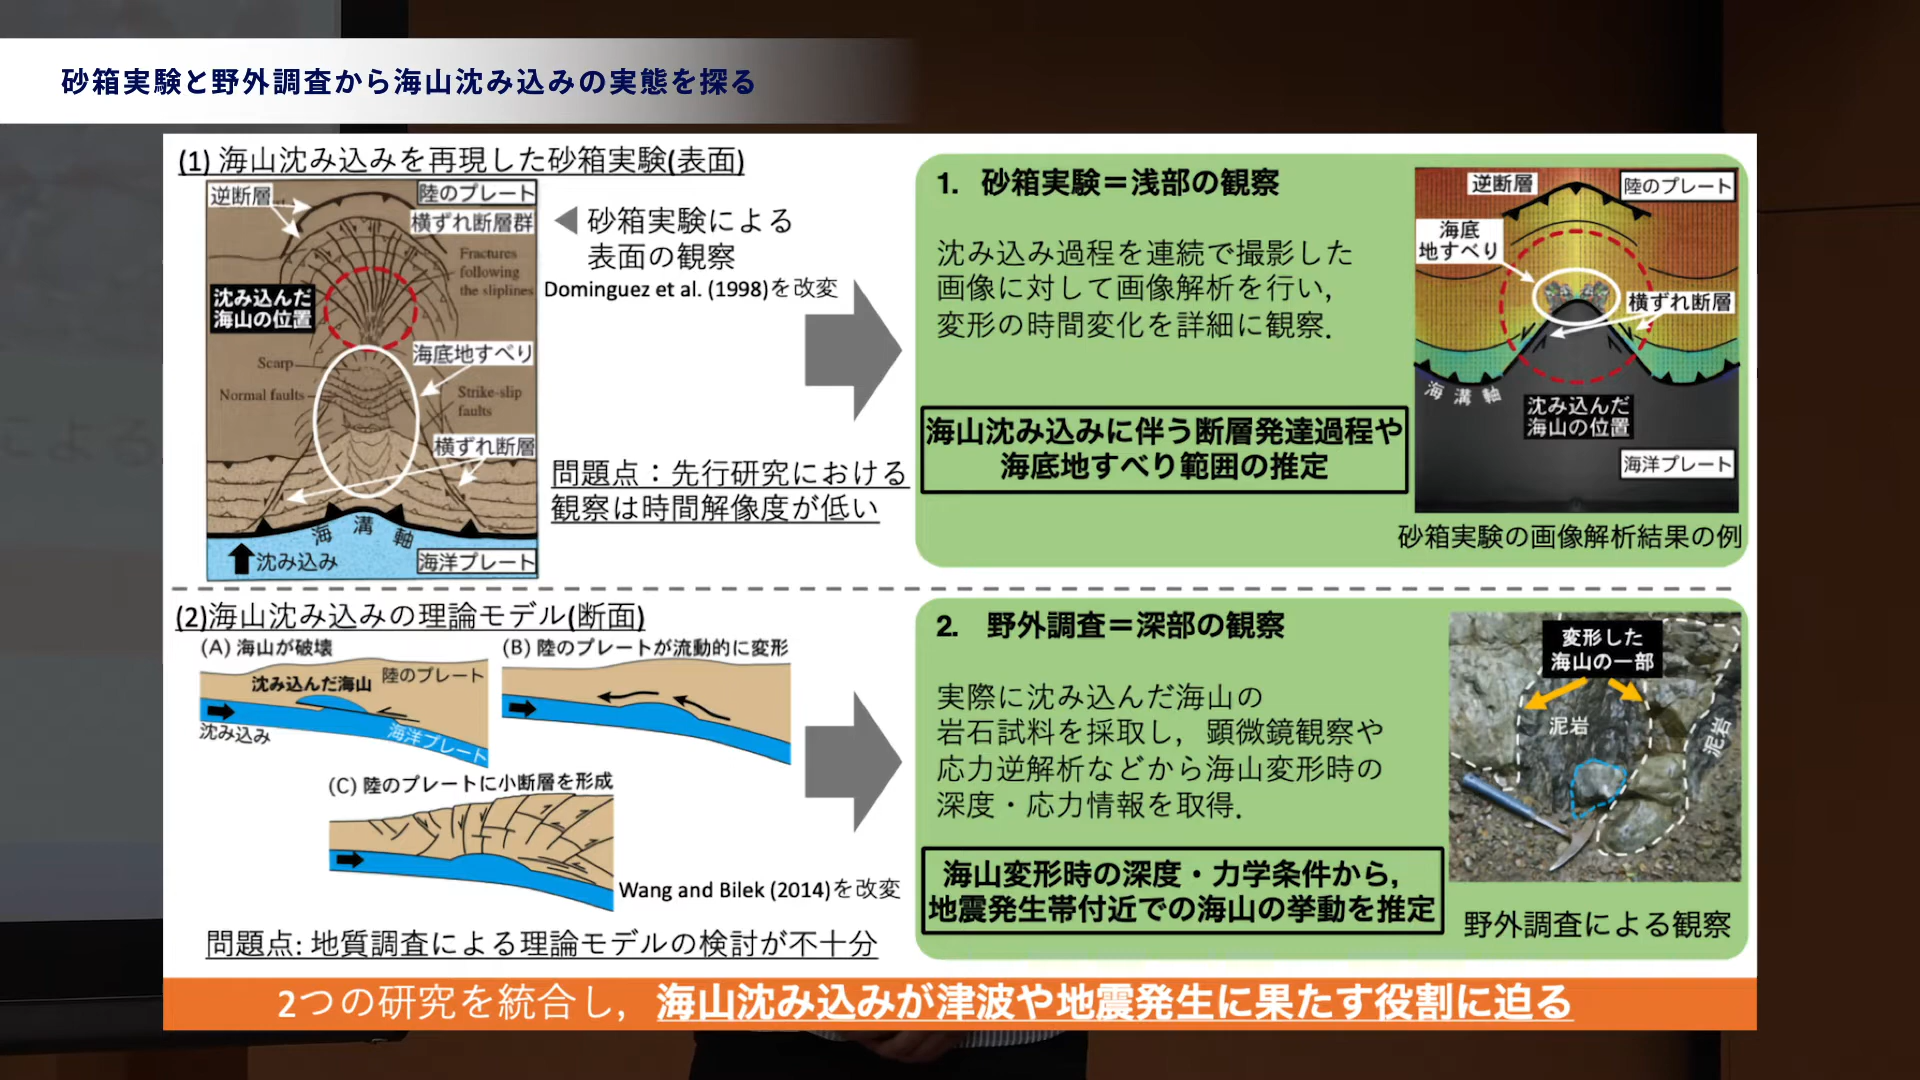 砂箱実験と野外調査から海山沈み込みの実態を探る
(1) 海山沈み込みを再現した砂箱実験(表面)
逆断層
陸のプレート
横ずれ断層群
Fractures
following
the sliplines
沈み込んだ
海山の位置
海底地すべり
Scarp
Normal faults
Strike-slip
faults
横ずれ断層
海溝軸
沈み込み
海洋プレート
砂箱実験による
表面の観察
Dominguez et al. (1998)を改変
問題点：先行研究における
観察は時間解像度が低い
1. 砂箱実験＝浅部の観察
沈み込み過程を連続で撮影した
画像に対して画像解析を行い，
変形の時間変化を詳細に観察．
海山沈み込みに伴う断層発達過程や
海底地すべり範囲の推定
逆断層
陸のプレート
海底
地すべり
横ずれ断層
海溝軸
沈み込んだ
海山の位置
海洋プレート
砂箱実験の画像解析結果の例
(2)海山沈み込みの理論モデル(断面)
(A) 海山が破壊
沈み込んだ海山
陸のプレート
沈み込み
海洋プレート
(B) 陸のプレートが流動的に変形
(C) 陸のプレートに小断層を形成
Wang and Bilek (2014)を改変
問題点: 地質調査による理論モデルの検討が不十分
2. 野外調査＝深部の観察
実際に沈み込んだ海山の
岩石試料を採取し，顕微鏡観察や
応力逆解析などから海山変形時の
深度・応力情報を取得．
海山変形時の深度・力学条件から，
地震発生帯付近での海山の挙動を推定
変形した
海山の一部
泥岩
泥岩
野外調査による観察
2つの研究を統合し，海山沈み込みが津波や地震発生に果たす役割に迫る